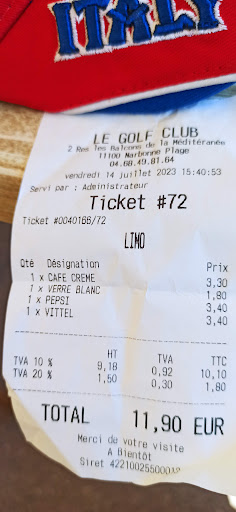 ITALY
LE GOLF CLUB
2 Res les Balcons de la Méditéranée
11100 Narbonne Plage
04.68.49.81.64
vendredi 14 juillet 2023 15:40:53
Servi par : Administrateur
Ticket #72
Ticket #0040166/72
LIMO
Qté Désignation Prix
1 x CAFE CREME 3,30
1 x VERRE BLANC 1,80
1 x PEPSI 3,40
1 x VITTEL 3,40
HT TVA TTC
TVA 10 % 9,18 0,92 10,10
TVA 20 % 1,50 0,30 1,80
TOTAL 11,90 EUR
Merci de votre visite
A Bientôt
Siret